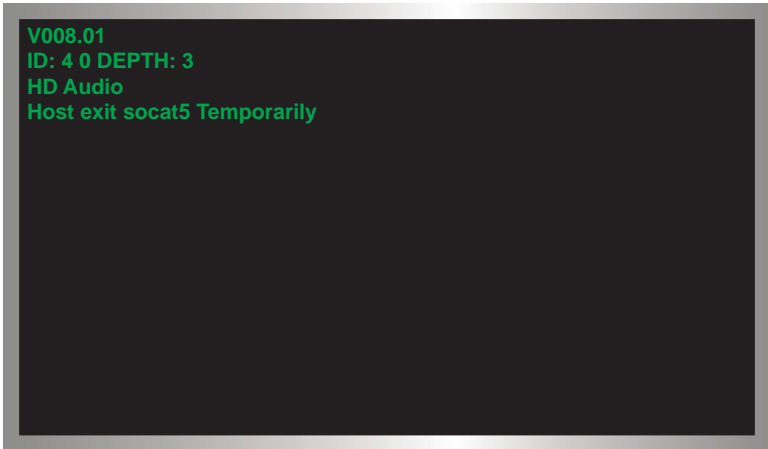 V008.01
ID: 4 0 DEPTH: 3
HD Audio
Host exit socat5 Temporarily